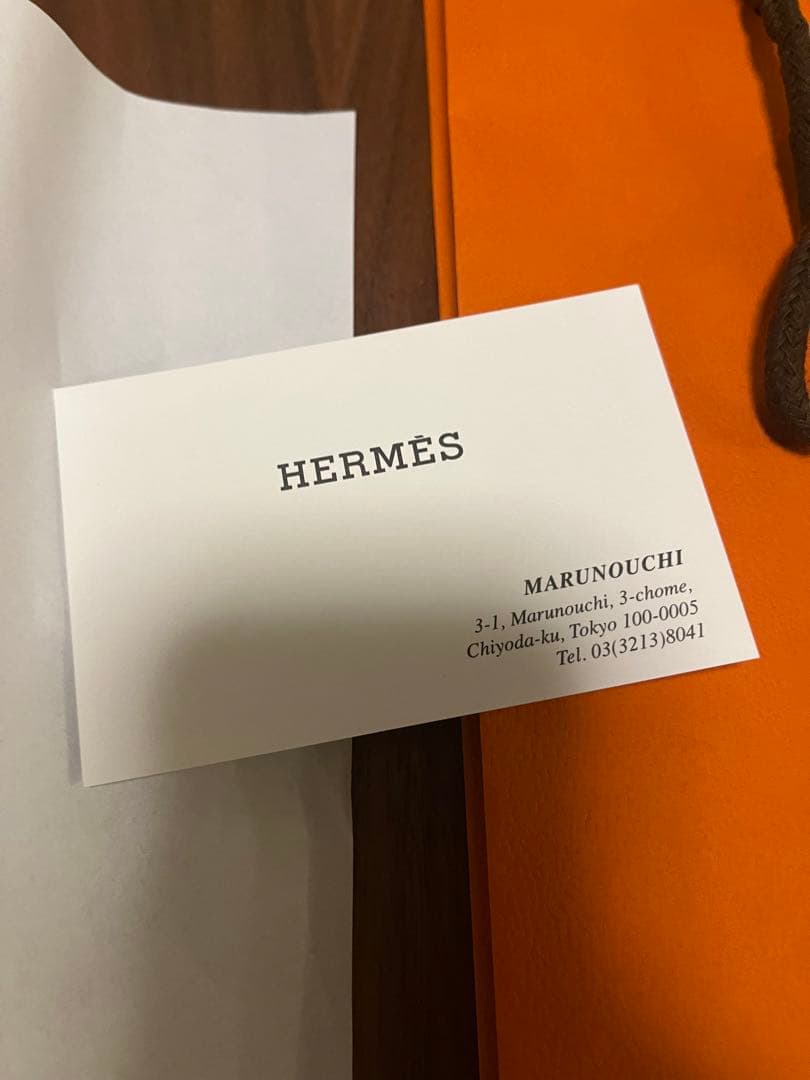 HERMÈS
MARUNOUCHI
3-1, Marunouchi, 3-chome,
Chiyoda-ku, Tokyo 100-0005
Tel. 03(3213)8041